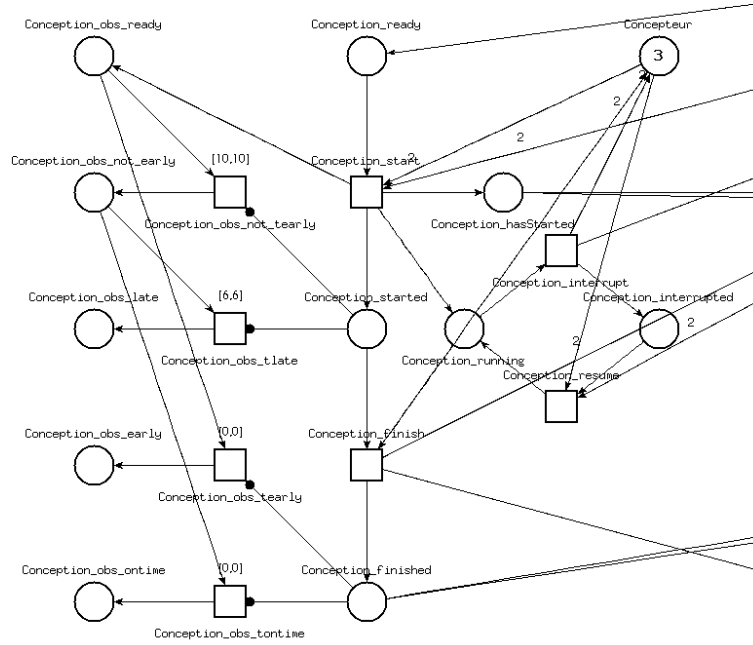 Conception_obs_ready
Conception_ready
Concepteur
3
2
2
2
[10,10]
2
Conception_obs_not_early
Conception_start
Conception_obs_not_tearly
Conception_hasStarted
Conception_interrupt
[6,6]
Conception_obs_late
Conception_started
Conception_interrupted
2
2
Conception_obs_tlate
Conception_running
Conception_resume
[0,0]
Conception_obs_early
Conception_finish
Conception_obs_tearly
[0,0]
Conception_obs_ontime
Conception_finished
Conception_obs_tontime